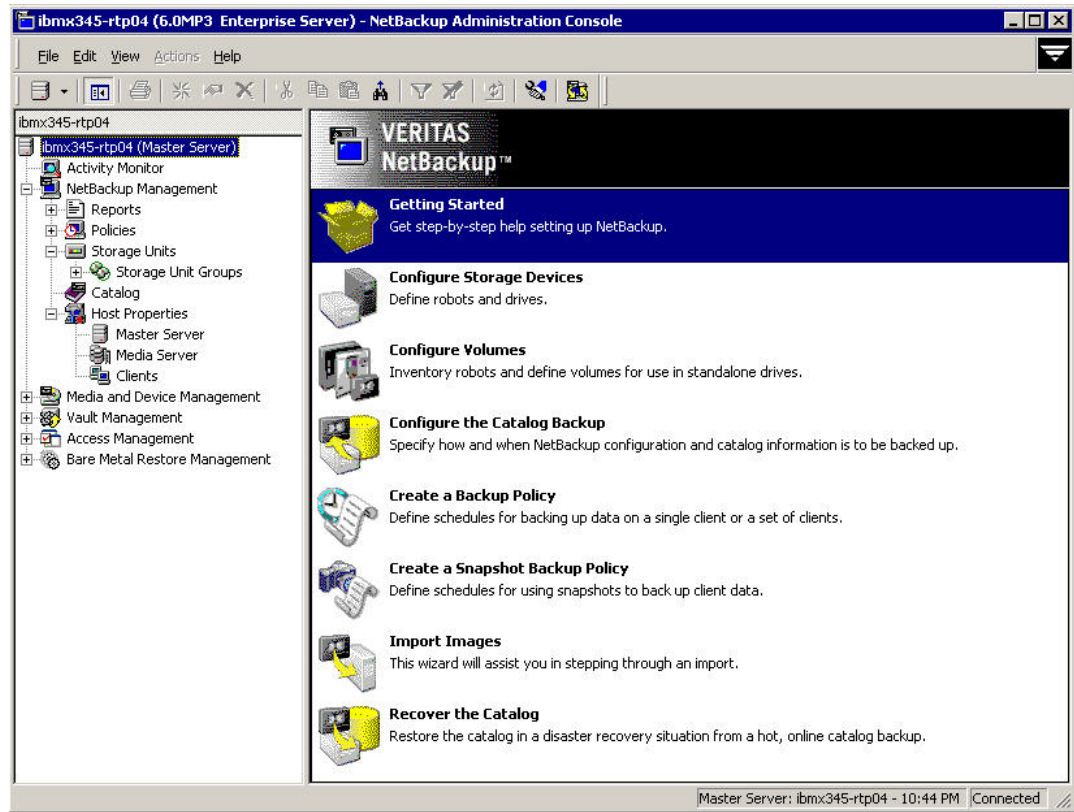 ibmx345-rtp04 (6.0MP3 Enterprise Server) - NetBackup Administration Console
File Edit View Actions Help
ibmx345-rtp04
ibmx345-rtp04 (Master Server)
Activity Monitor
NetBackup Management
Reports
Policies
Storage Units
Storage Unit Groups
Catalog
Host Properties
Master Server
Media Server
Clients
Media and Device Management
Vault Management
Access Management
Bare Metal Restore Management
VERITAS
NetBackup™
Getting Started
Get step-by-step help setting up NetBackup.
Configure Storage Devices
Define robots and drives.
Configure Volumes
Inventory robots and define volumes for use in standalone drives.
Configure the Catalog Backup
Specify how and when NetBackup configuration and catalog information is to be backed up.
Create a Backup Policy
Define schedules for backing up data on a single client or a set of clients.
Create a Snapshot Backup Policy
Define schedules for using snapshots to back up client data.
Import Images
This wizard will assist you in stepping through an import.
Recover the Catalog
Restore the catalog in a disaster recovery situation from a hot, online catalog backup.
Master Server: ibmx345-rtp04 - 10:44 PM Connected